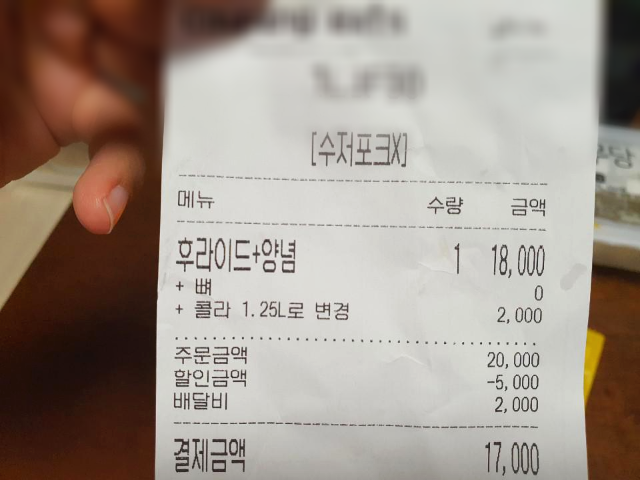 [수저포크X]
메뉴 수량 금액
후라이드+양념 1 18,000
+ 뼈 0
+ 콜라 1.25L로 변경 2,000
주문금액 20,000
할인금액 -5,000
배달비 2,000
결제금액 17,000